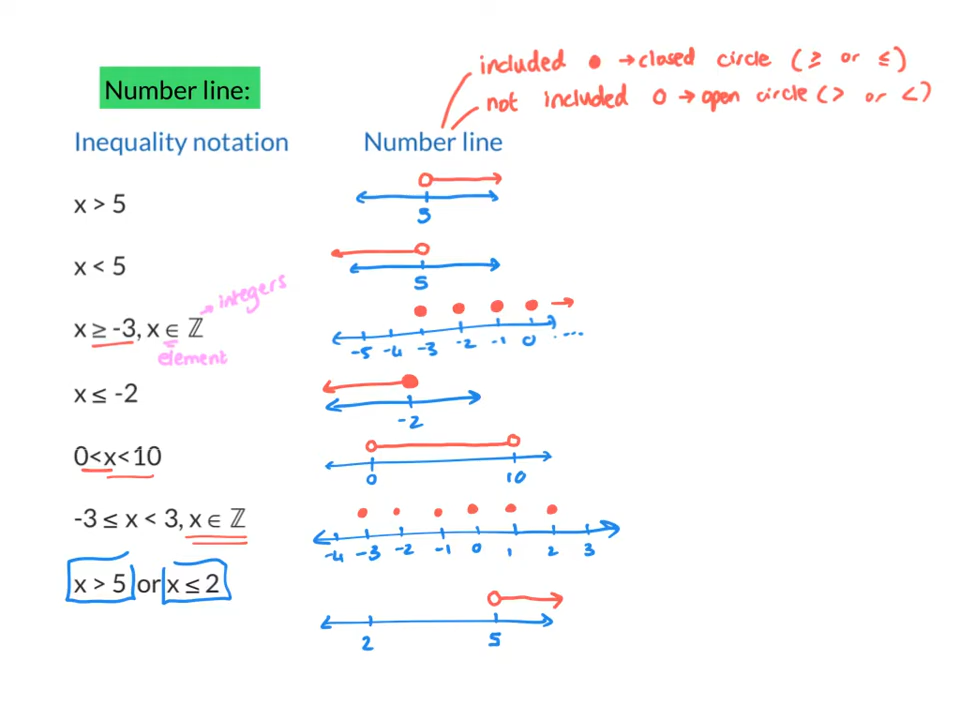 included ● → closed circle (≥ or ≤)
Number line:
not included o → open circle (> or <)
Inequality notation
Number line
x > 5
5
x < 5
5
integers
x ≥ -3, x ∈ ℤ
-5 -4 -3 -2 -1 0 ....
element
x ≤ -2
-2
0<x<10
0 10
-3 ≤ x < 3, x ∈ ℤ
-4 -3 -2 -1 0 1 2 3
x > 5 or x ≤ 2
2 5